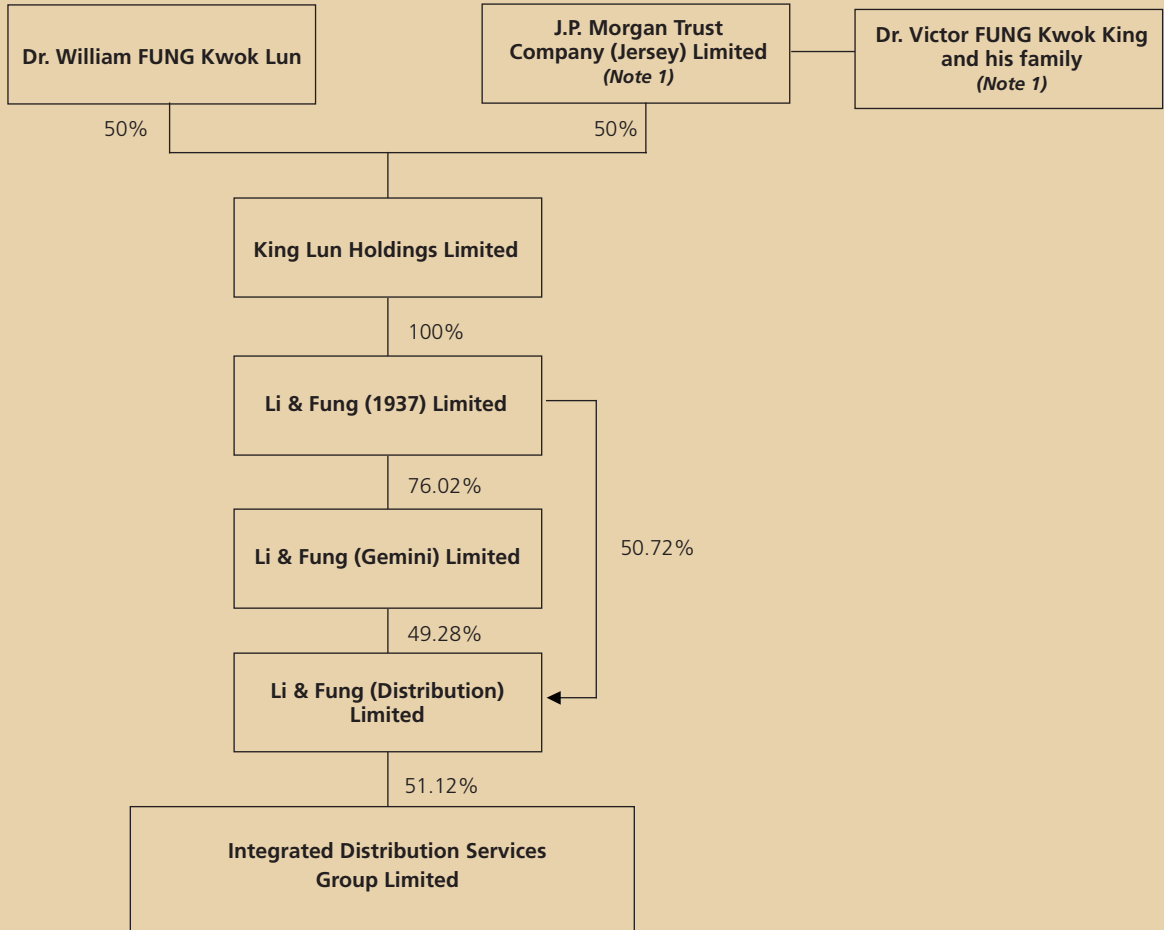 Dr. William FUNG Kwok Lun
J.P. Morgan Trust
Company (Jersey) Limited
(Note 1)
Dr. Victor FUNG Kwok King
and his family
(Note 1)
50%
50%
King Lun Holdings Limited
100%
Li & Fung (1937) Limited
76.02%
Li & Fung (Gemini) Limited
50.72%
49.28%
Li & Fung (Distribution)
Limited
51.12%
Integrated Distribution Services
Group Limited